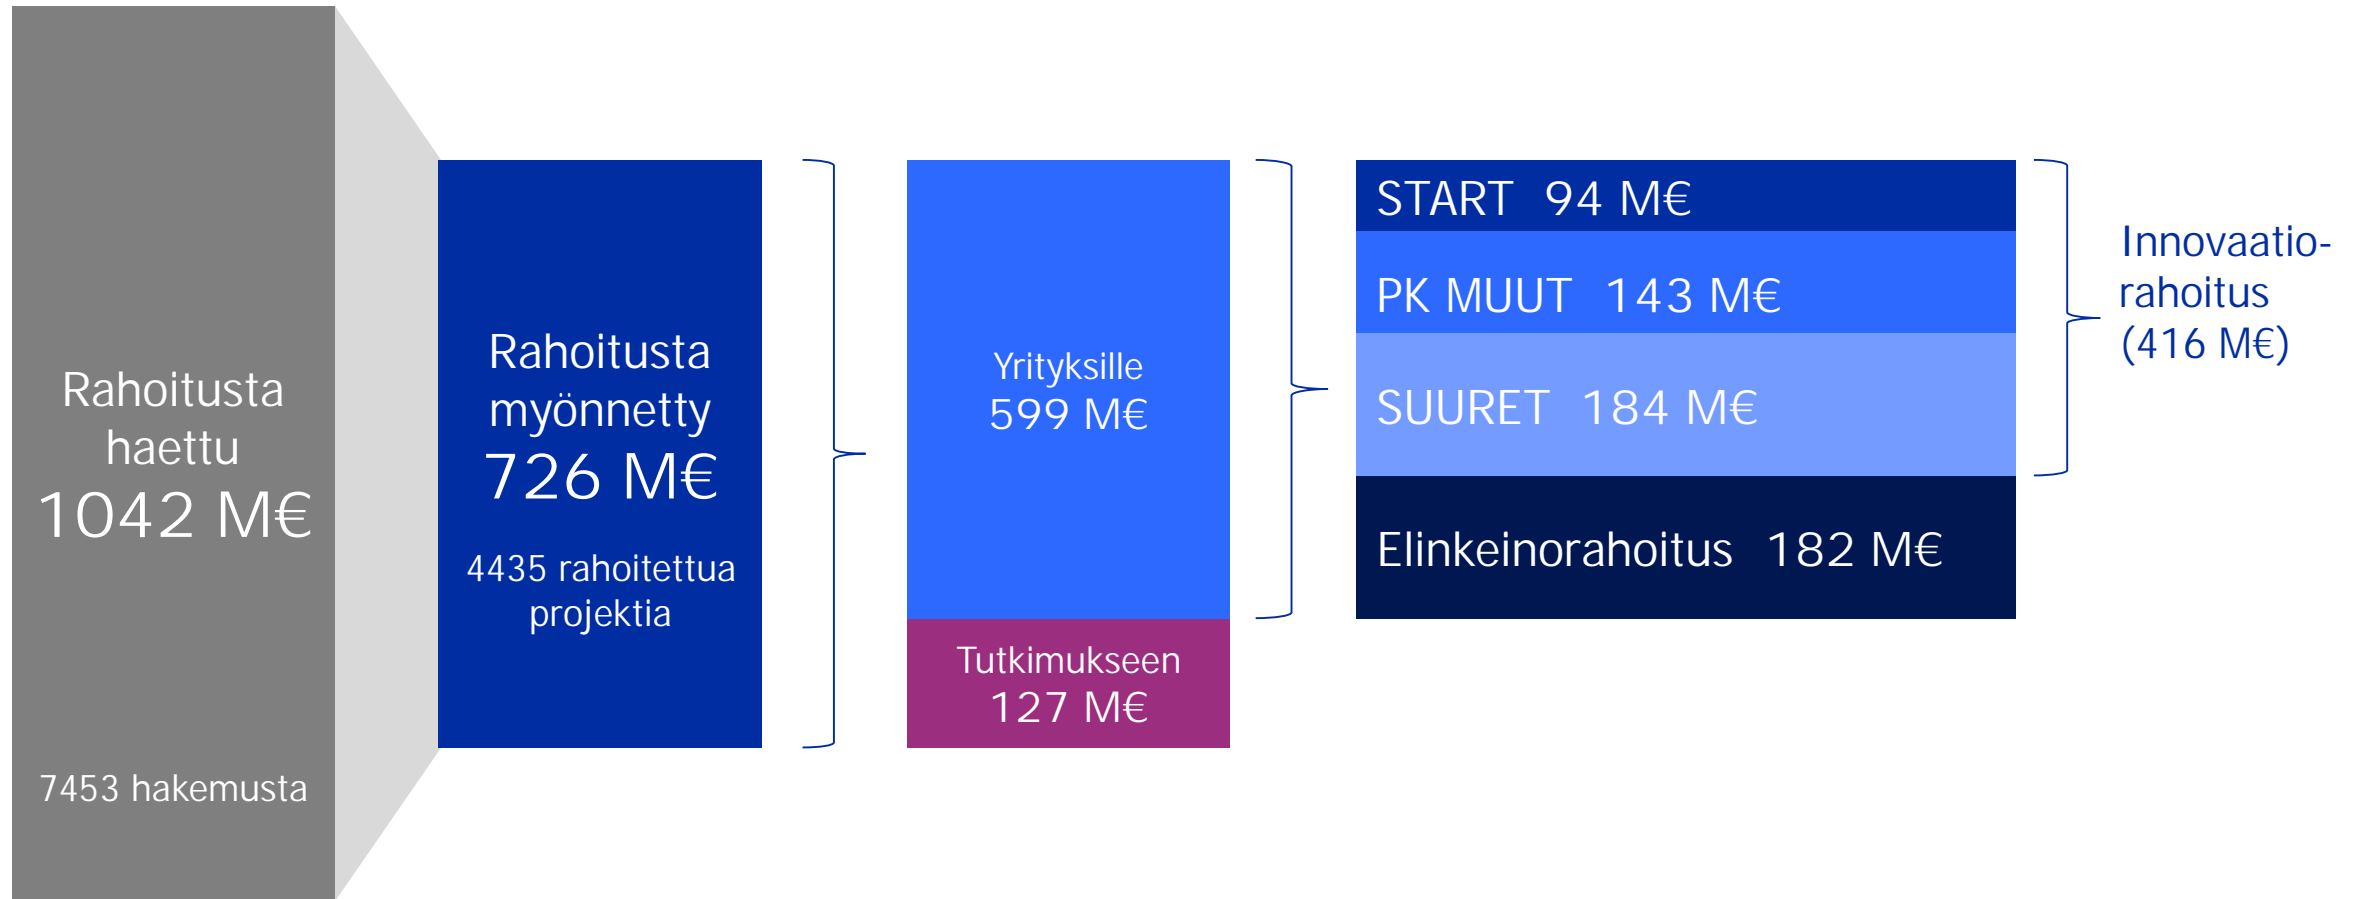 Rahoitusta
haettu
1042 M€
7453 hakemusta
Rahoitusta
myönnetty
726 M€
4435 rahoitettua
projektia
Yrityksille
599 M€
Tutkimukseen
127 M€
START 94 M€
PK MUUT 143 M€
SUURET 184 M€
Elinkeinorahoitus 182 M€
Innovaatio-
rahoitus
(416 M€)